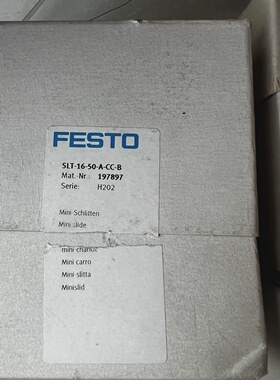 FESTO
SLT-16-50-A-CC-B
Mat.-Nr.: 197897
Serie: H202
Mini Schlitten
Mini slide
mini-chariot
Mini carro
Mini-slitta
Minislid